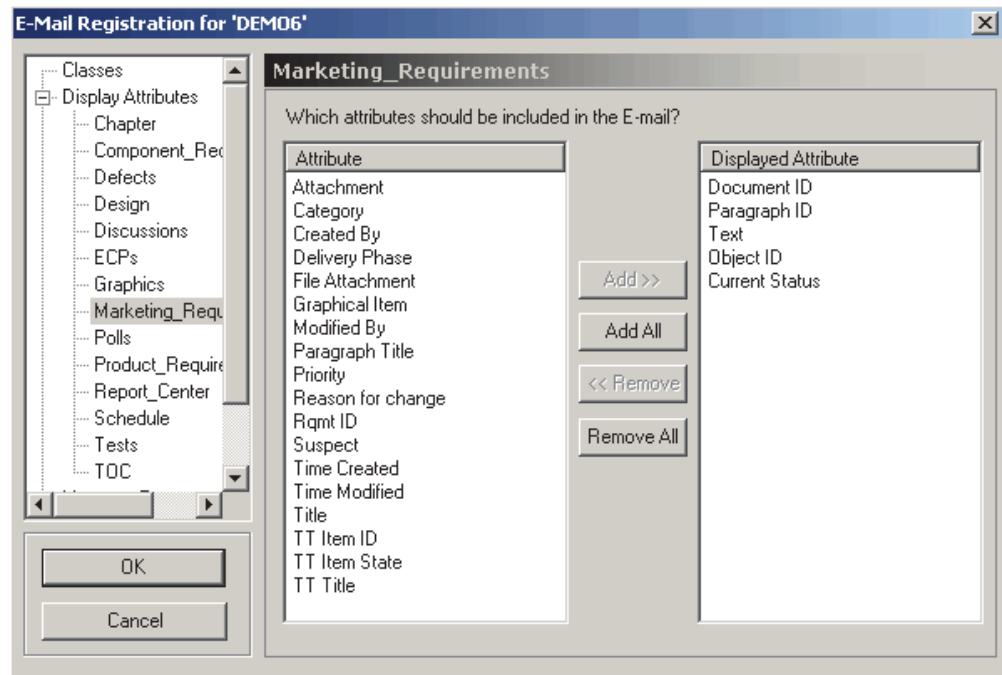 E-Mail Registration for 'DEMO6'
Classes
Display Attributes
Chapter
Component_Rec
Defects
Design
Discussions
ECPs
Graphics
Marketing_Requ
Polls
Product_Require
Report_Center
Schedule
Tests
TOC
OK
Cancel
Marketing_Requirements
Which attributes should be included in the E-mail?
Attribute
Attachment
Category
Created By
Delivery Phase
File Attachment
Graphical Item
Modified By
Paragraph Title
Priority
Reason for change
Rqmt ID
Suspect
Time Created
Time Modified
Title
TT Item ID
TT Item State
TT Title
Add >>
Add All
<< Remove
Remove All
Displayed Attribute
Document ID
Paragraph ID
Text
Object ID
Current Status